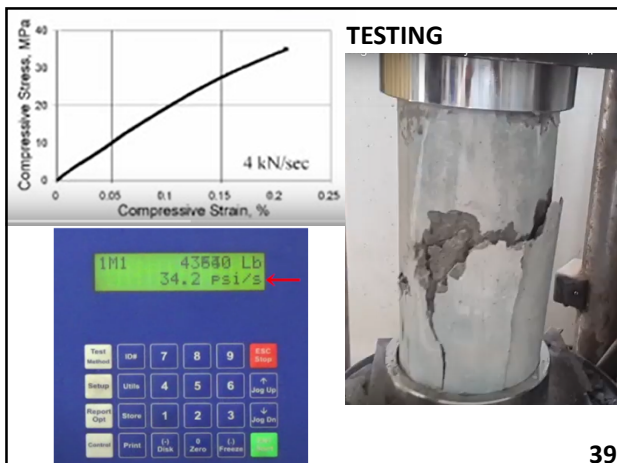 TESTING
Compressive Stress, MPa
40
30
20
10
0
4 kN/sec
0
0.05
0.1
0.15
0.2
0.25
Compressive Strain, %
1M1 Lb
34.2 psi/s
Test Method ID# 7 8 9 ESC Stop
Setup Utils 4 5 6 ↑ Jog Up
Report Opt Store 1 2 3 ↓ Jog Dn
Control Print (-) Disk 0 Zero (.) Freeze
39